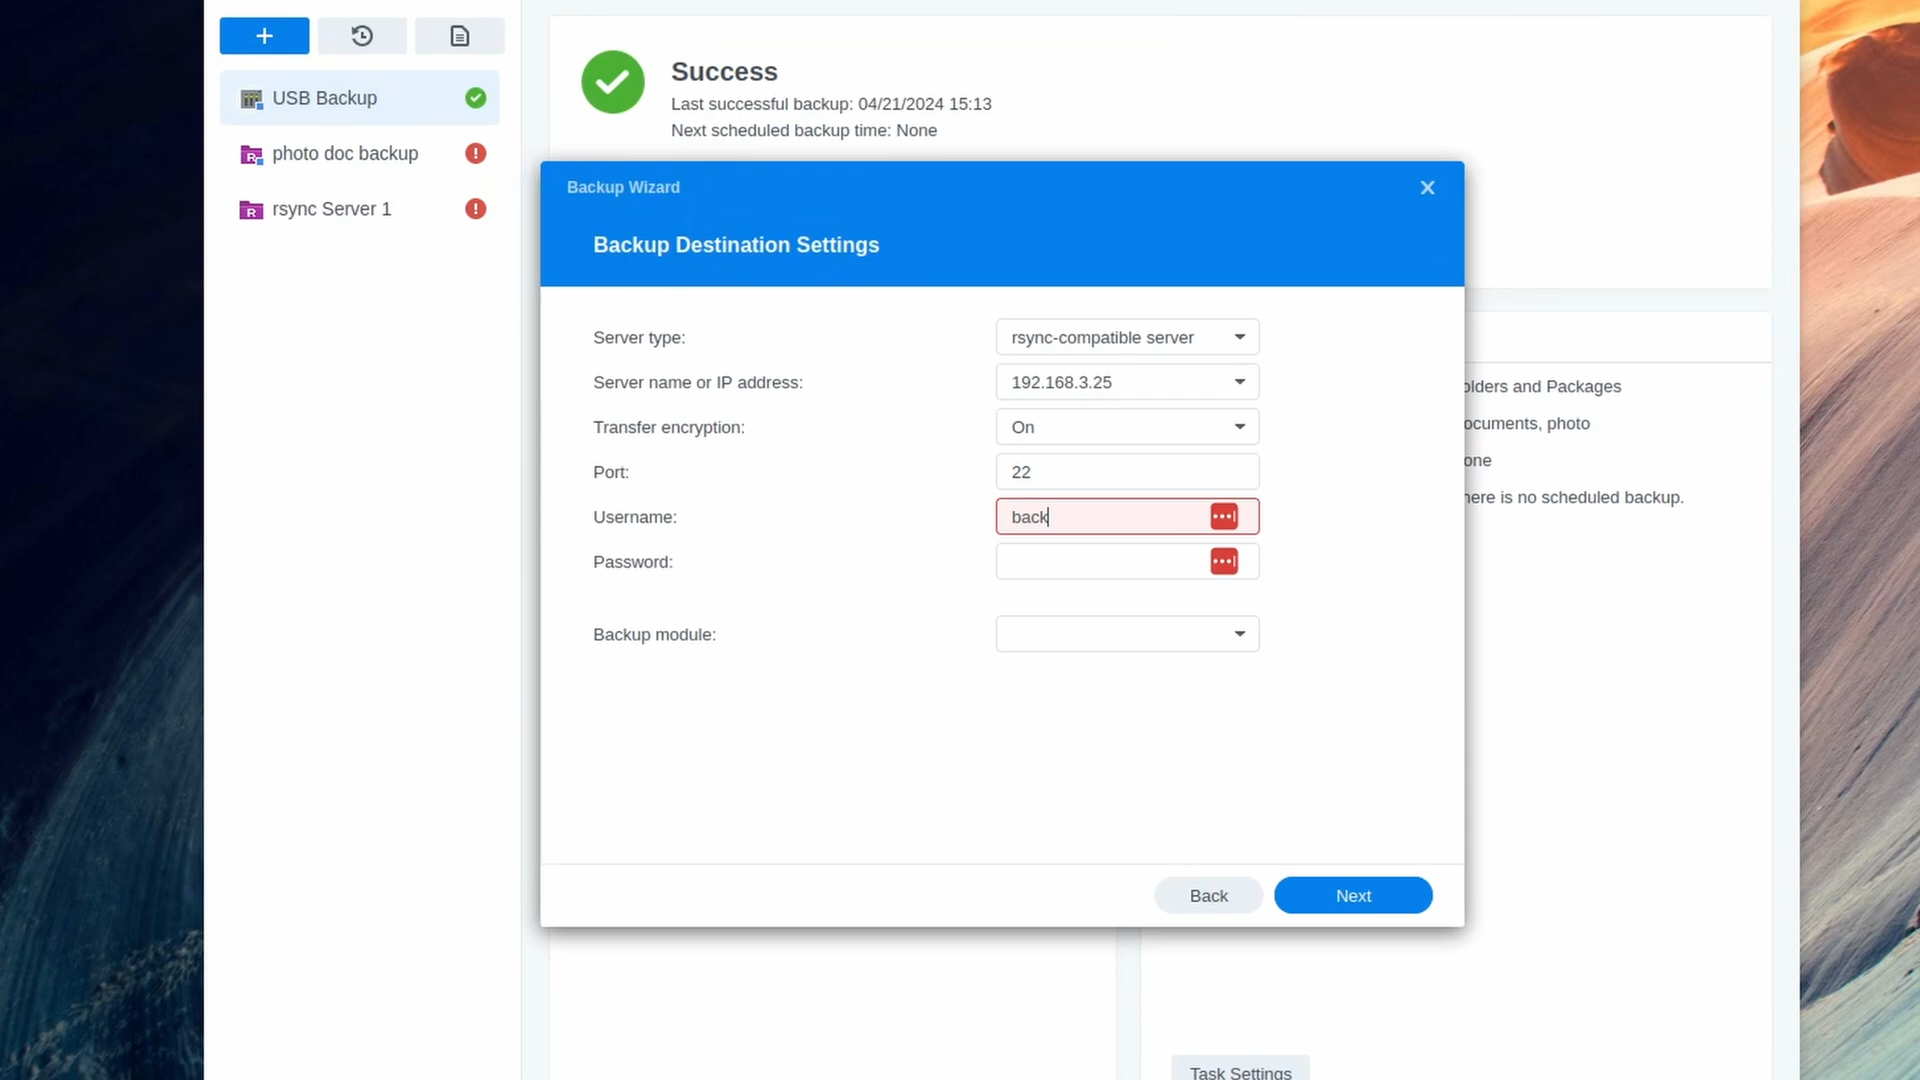 USB Backup
photo doc backup
rsync Server 1
Success
Last successful backup: 04/21/2024 15:13
Next scheduled backup time: None
Backup Wizard
Backup Destination Settings
Server type: rsync-compatible server
Server name or IP address: 192.168.3.25
Transfer encryption: On
Port: 22
Username: back
Password:
Backup module:
Back Next
olders and Packages
ocuments, photo
one
here is no scheduled backup.
Task Settings